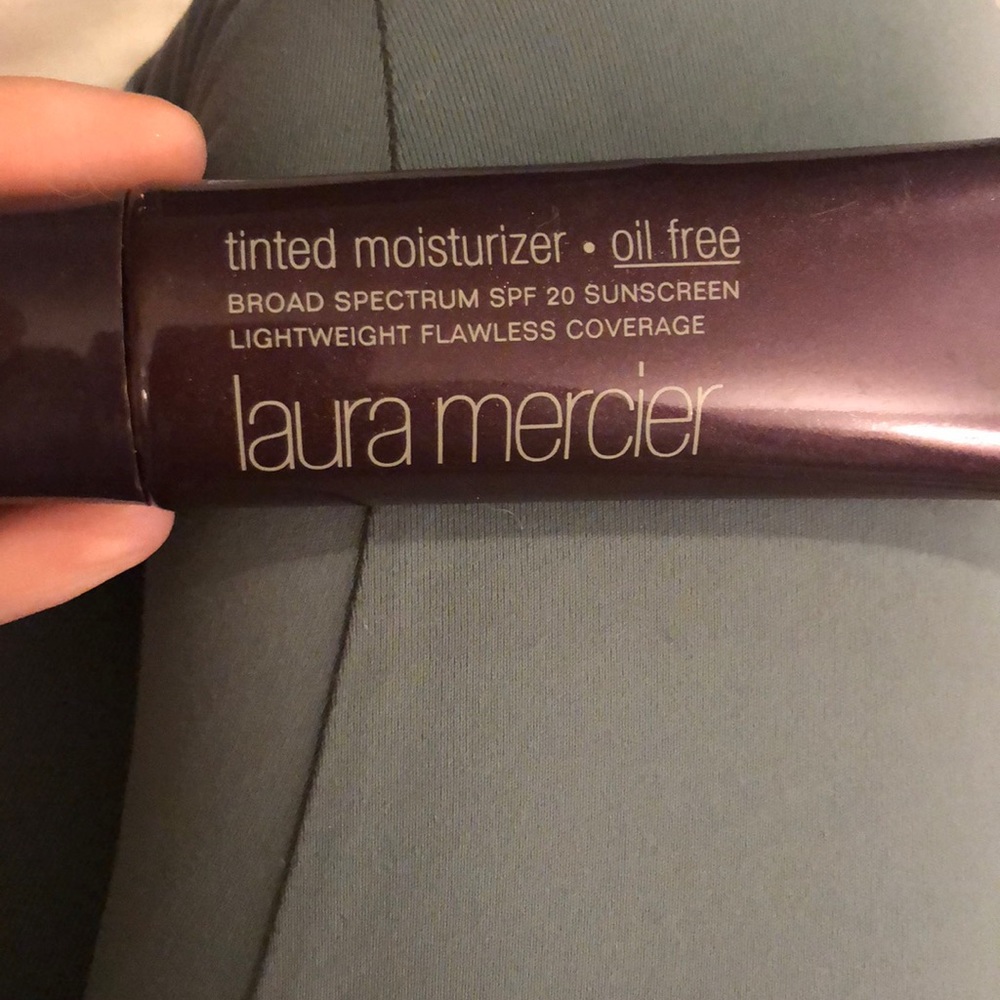 tinted moisturizer • oil free
BROAD SPECTRUM SPF 20 SUNSCREEN
LIGHTWEIGHT FLAWLESS COVERAGE
laura mercier